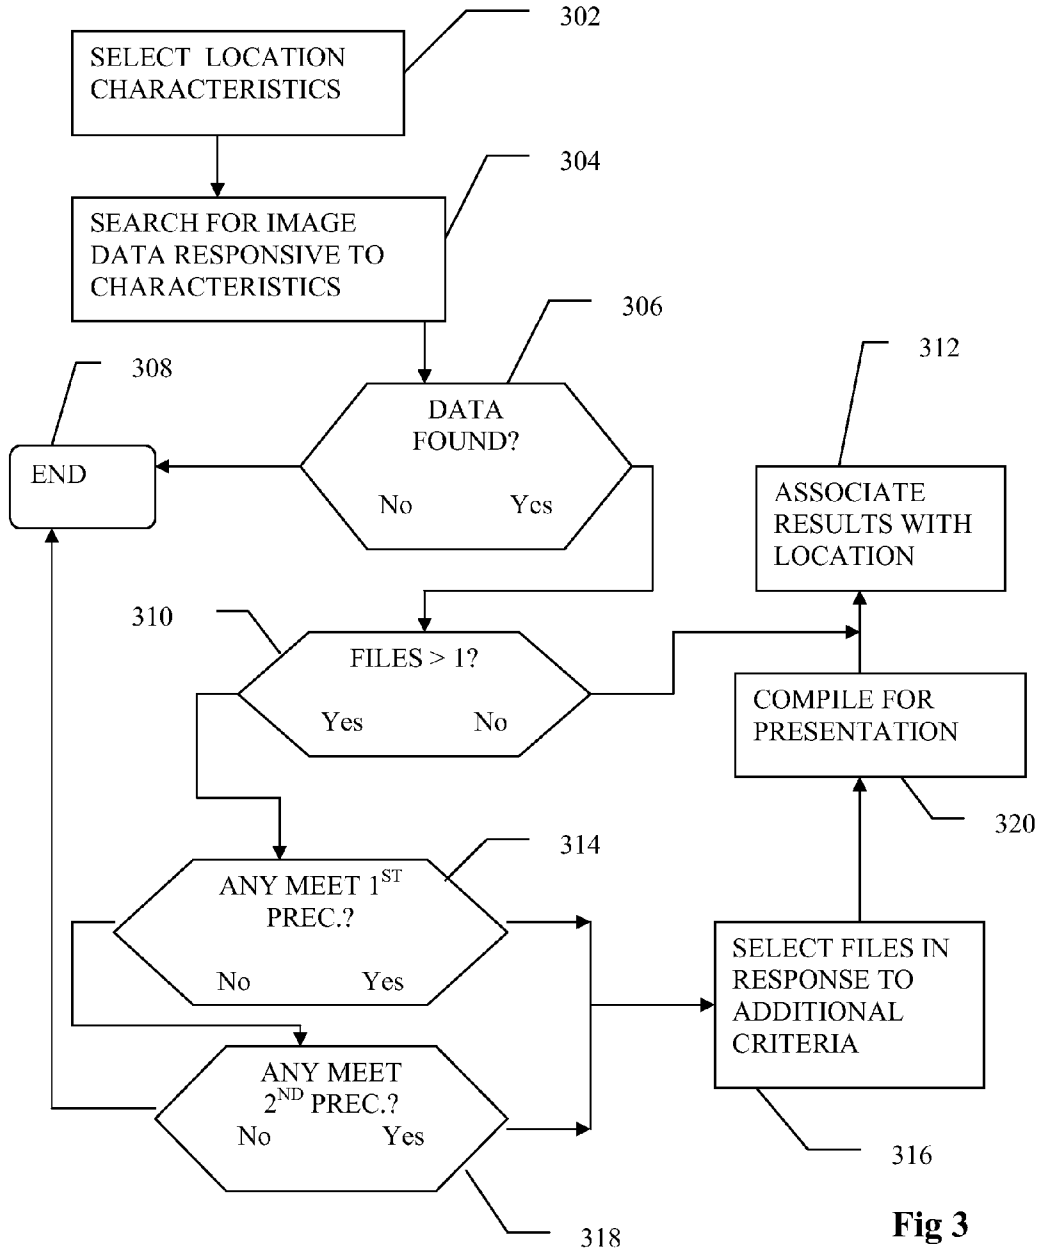 302
SELECT LOCATION
CHARACTERISTICS
304
SEARCH FOR IMAGE
DATA RESPONSIVE TO
CHARACTERISTICS
306
312
308
DATA
FOUND?
No Yes
END
ASSOCIATE
RESULTS WITH
LOCATION
310
FILES > 1?
Yes No
COMPILE FOR
PRESENTATION
320
314
ANY MEET 1ST
PREC.?
No Yes
SELECT FILES IN
RESPONSE TO
ADDITIONAL
CRITERIA
ANY MEET
2ND PREC.?
No Yes
316
318
Fig 3